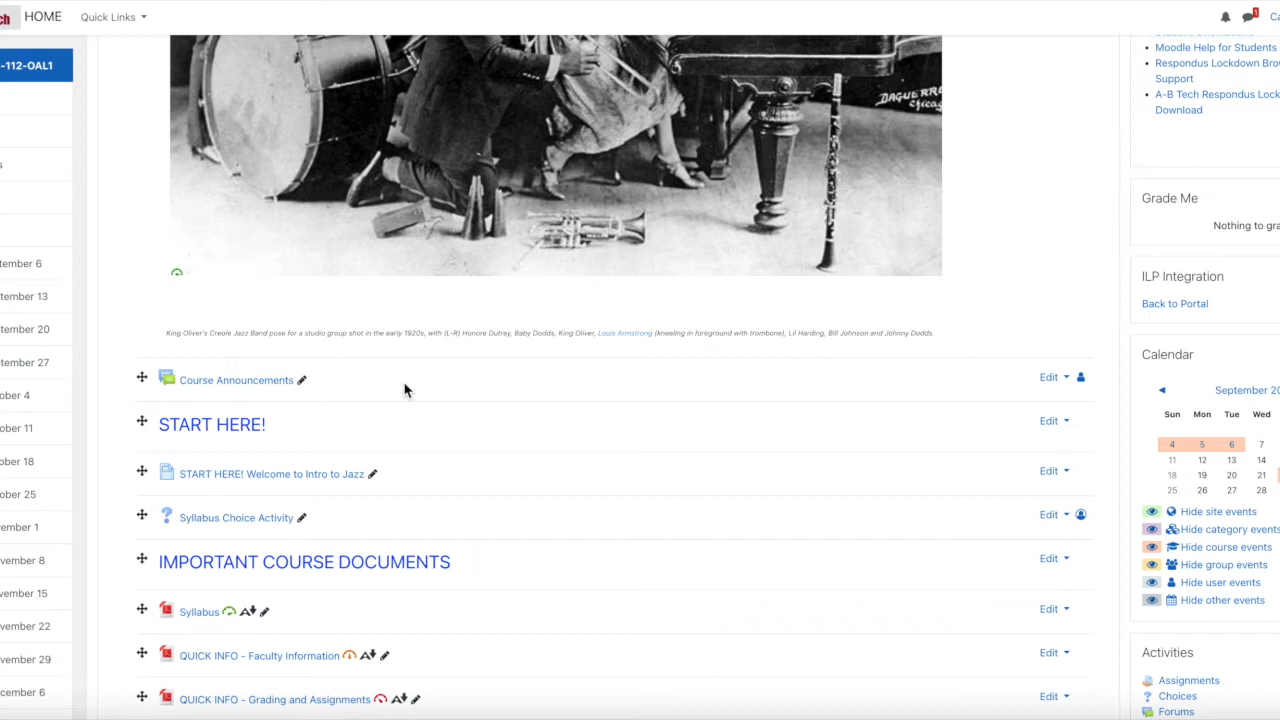 ch HOME Quick Links
1
-112-OAL1
s
tember 6
tember 13
tember 20
tember 27
ober 4
ober 11
ober 18
ober 25
vember 1
vember 8
vember 15
vember 22
vember 29
cember 6
DAGUERRE
Chicago
King Oliver's Creole Jazz Band pose for a studio group shot in the early 1920s, with (L-R) Honore Dutrey, Baby Dodds, King Oliver, Louis Armstrong (kneeling in foreground with trombone), Lil Harding, Bill Johnson and Johnny Dodds.
Course Announcements
Edit
START HERE!
Edit
START HERE! Welcome to Intro to Jazz
Edit
Syllabus Choice Activity
Edit
IMPORTANT COURSE DOCUMENTS
Edit
Syllabus
Edit
QUICK INFO - Faculty Information
Edit
QUICK INFO - Grading and Assignments
Edit
Moodle Help for Students
Respondus Lockdown Bro
Support
A-B Tech Respondus Lock
Download
Grade Me
Nothing to gra
ILP Integration
Back to Portal
Calendar
September 20
Sun Mon Tue Wed
4 5 6 7
11 12 13 14
18 19 20 21
25 26 27 28
Hide site events
Hide category events
Hide course events
Hide group events
Hide user events
Hide other events
Activities
Assignments
Choices
Forums